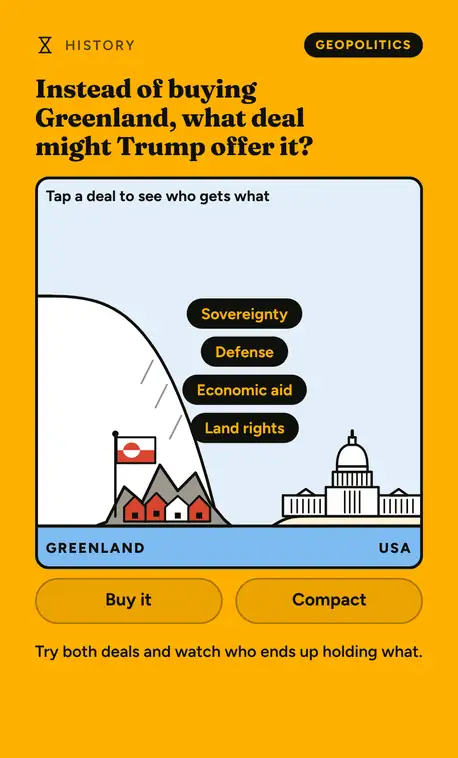 HISTORY
GEOPOLITICS
Instead of buying
Greenland, what deal
might Trump offer it?
Tap a deal to see who gets what
Sovereignty
Defense
Economic aid
Land rights
GREENLAND
USA
Buy it
Compact
Try both deals and watch who ends up holding what.